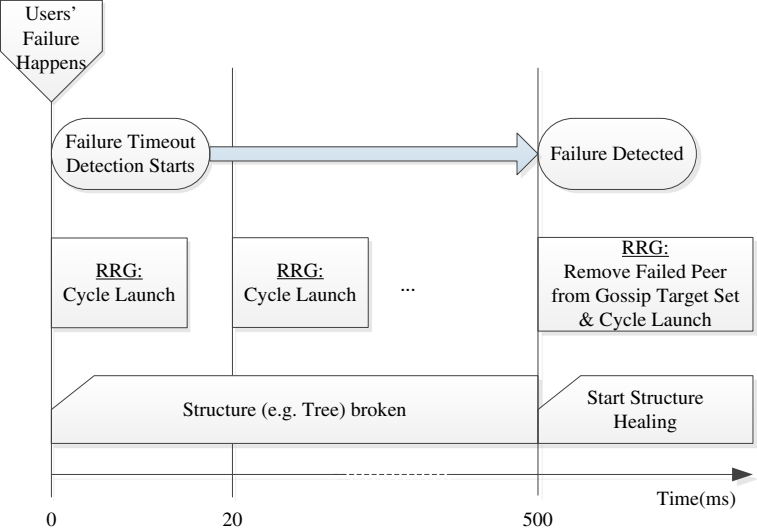 Users'
Failure
Happens
Failure Timeout
Detection Starts
Failure Detected
RRG:
Cycle Launch
RRG:
Cycle Launch
...
RRG:
Remove Failed Peer
from Gossip Target Set
& Cycle Launch
Structure (e.g. Tree) broken
Start Structure
Healing
Time(ms)
0
20
500